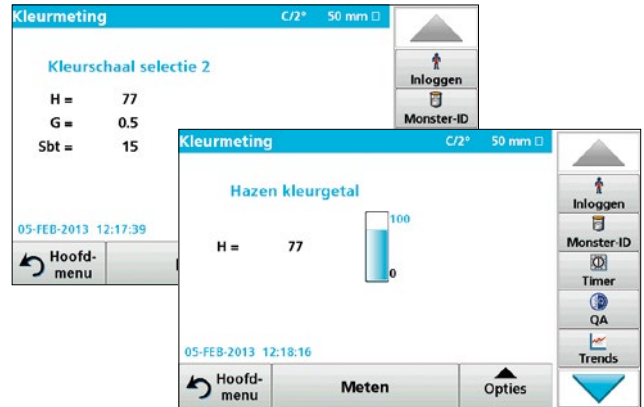 Kleurmeting C/2° 50 mm
Kleurschaal selectie 2
H = 77
G = 0.5
Sbt = 15
05-FEB-2013 12:17:39
Hoofd-
menu
Inloggen
Monster-ID
Kleurmeting C/2° 50 mm
Hazen kleurgetal
100
H = 77
0
05-FEB-2013 12:18:16
Hoofd-
menu
Meten
Opties
Inloggen
Monster-ID
Timer
QA
Trends